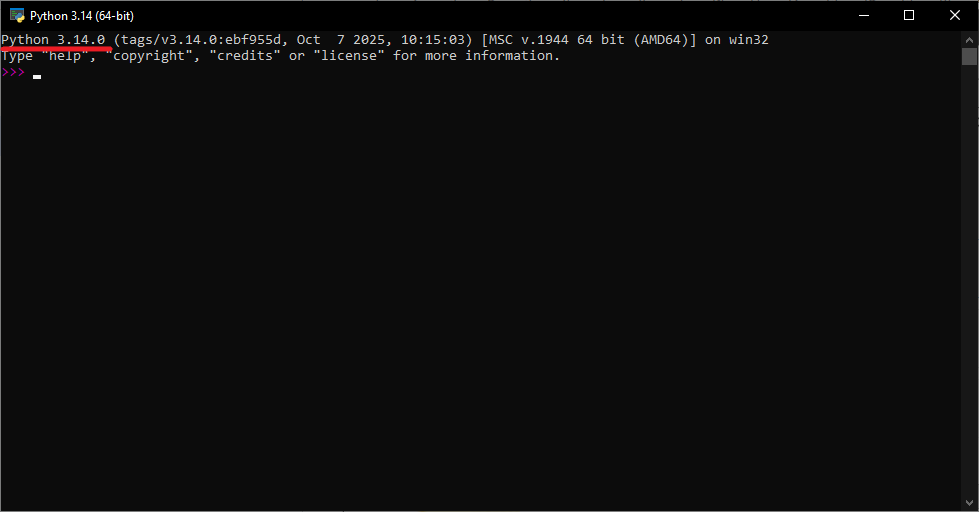 Python 3.14 (64-bit)
Python 3.14.0 (tags/v3.14.0:ebf955d, Oct  7 2025, 10:15:03) [MSC v.1944 64 bit (AMD64)] on win32
Type "help", "copyright", "credits" or "license" for more information.
>>>